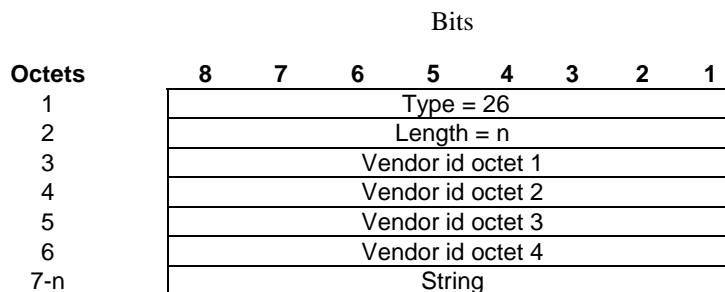 Bits
Octets 8 7 6 5 4 3 2 1
1 Type = 26
2 Length = n
3 Vendor id octet 1
4 Vendor id octet 2
5 Vendor id octet 3
6 Vendor id octet 4
7-n String